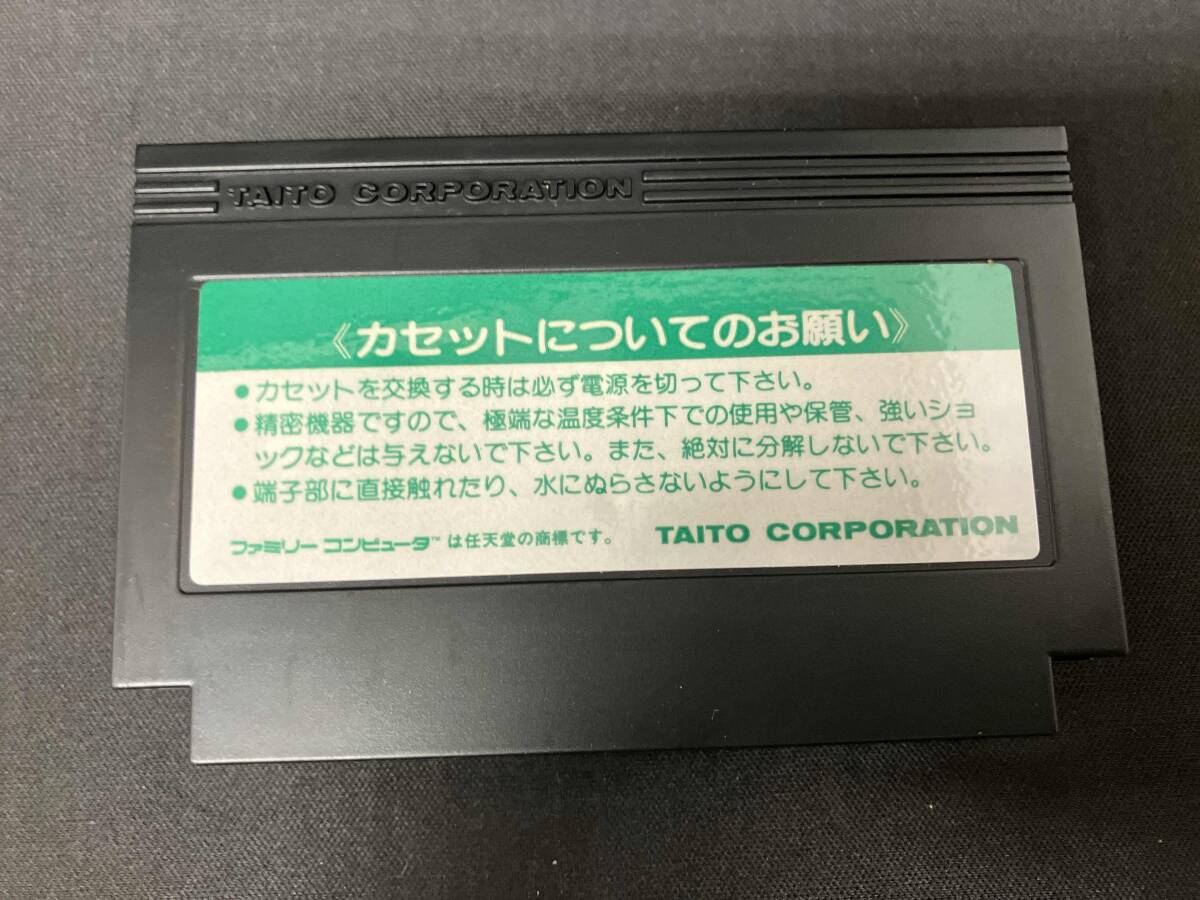 TAITO CORPORATION
《カセットについてのお願い》
●カセットを交換する時は必ず電源を切って下さい。
●精密機器ですので、極端な温度条件下での使用や保管、強いショ
ックなどは与えないで下さい。また、絶対に分解しないで下さい。
●端子部に直接触れたり、水にぬらさないようにして下さい。
ファミリーコンピュータ™は任天堂の商標です。 TAITO CORPORATION